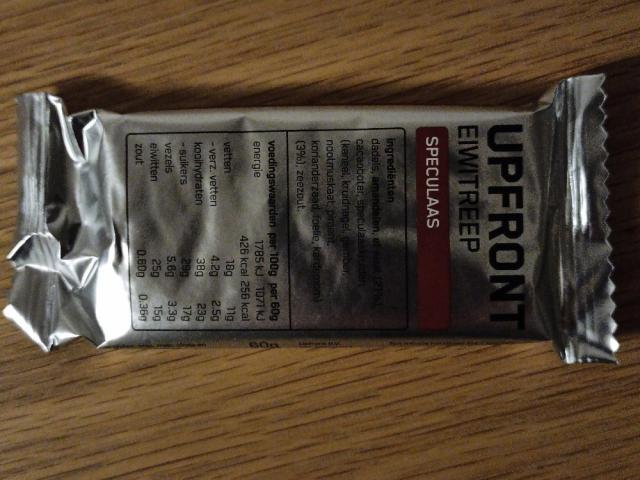 UPFRONT
EIWITREEP
SPECULAAS
ingrediënten
dadels, amandelen, ei (21%),
cacaoboter, speculaaskruiden
(kaneel, kruidnagel, gember,
nootmuskaat, piment,
korianderzaad, foelie, kardemom)
(3%), zeezout.
voedingswaarden per 100g per 60g
energie 1785 kJ 1071 kJ
426 kcal 256 kcal
vetten 18g 11g
- verz. vetten 4.2g 2.5g
koolhydraten 38g 23g
- suikers 29g 17g
vezels 5.6g 3.3g
eiwitten 25g 15g
zout 0.60g 0.36g
60g